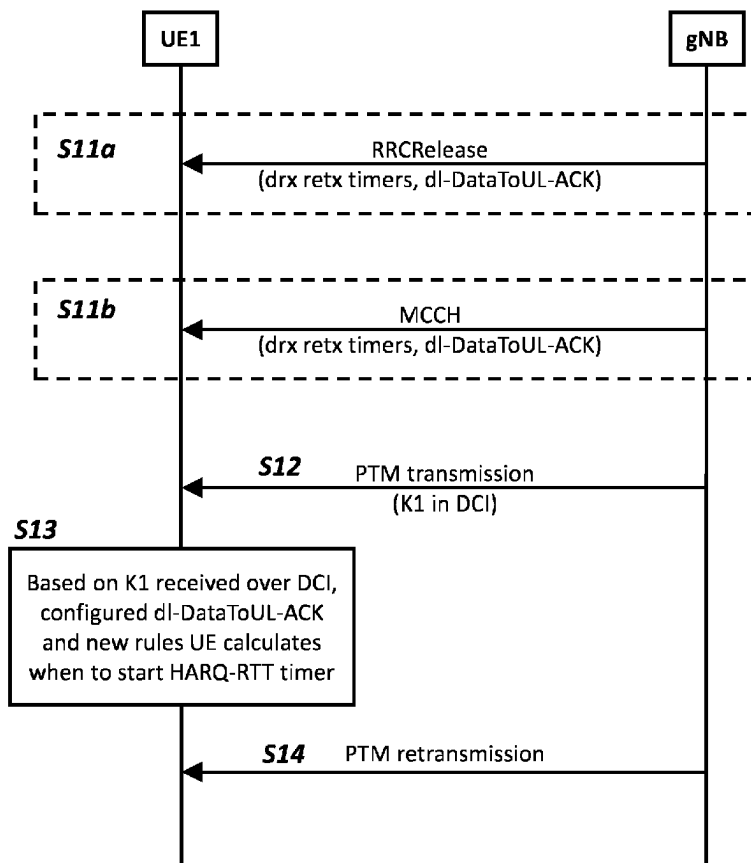 UE1
gNB
S11a
RRCRelease
(drx retx timers, dl-DataToUL-ACK)
S11b
MCCH
(drx retx timers, dl-DataToUL-ACK)
S12
PTM transmission
(K1 in DCI)
S13
Based on K1 received over DCI,
configured dl-DataToUL-ACK
and new rules UE calculates
when to start HARQ-RTT timer
S14
PTM retransmission